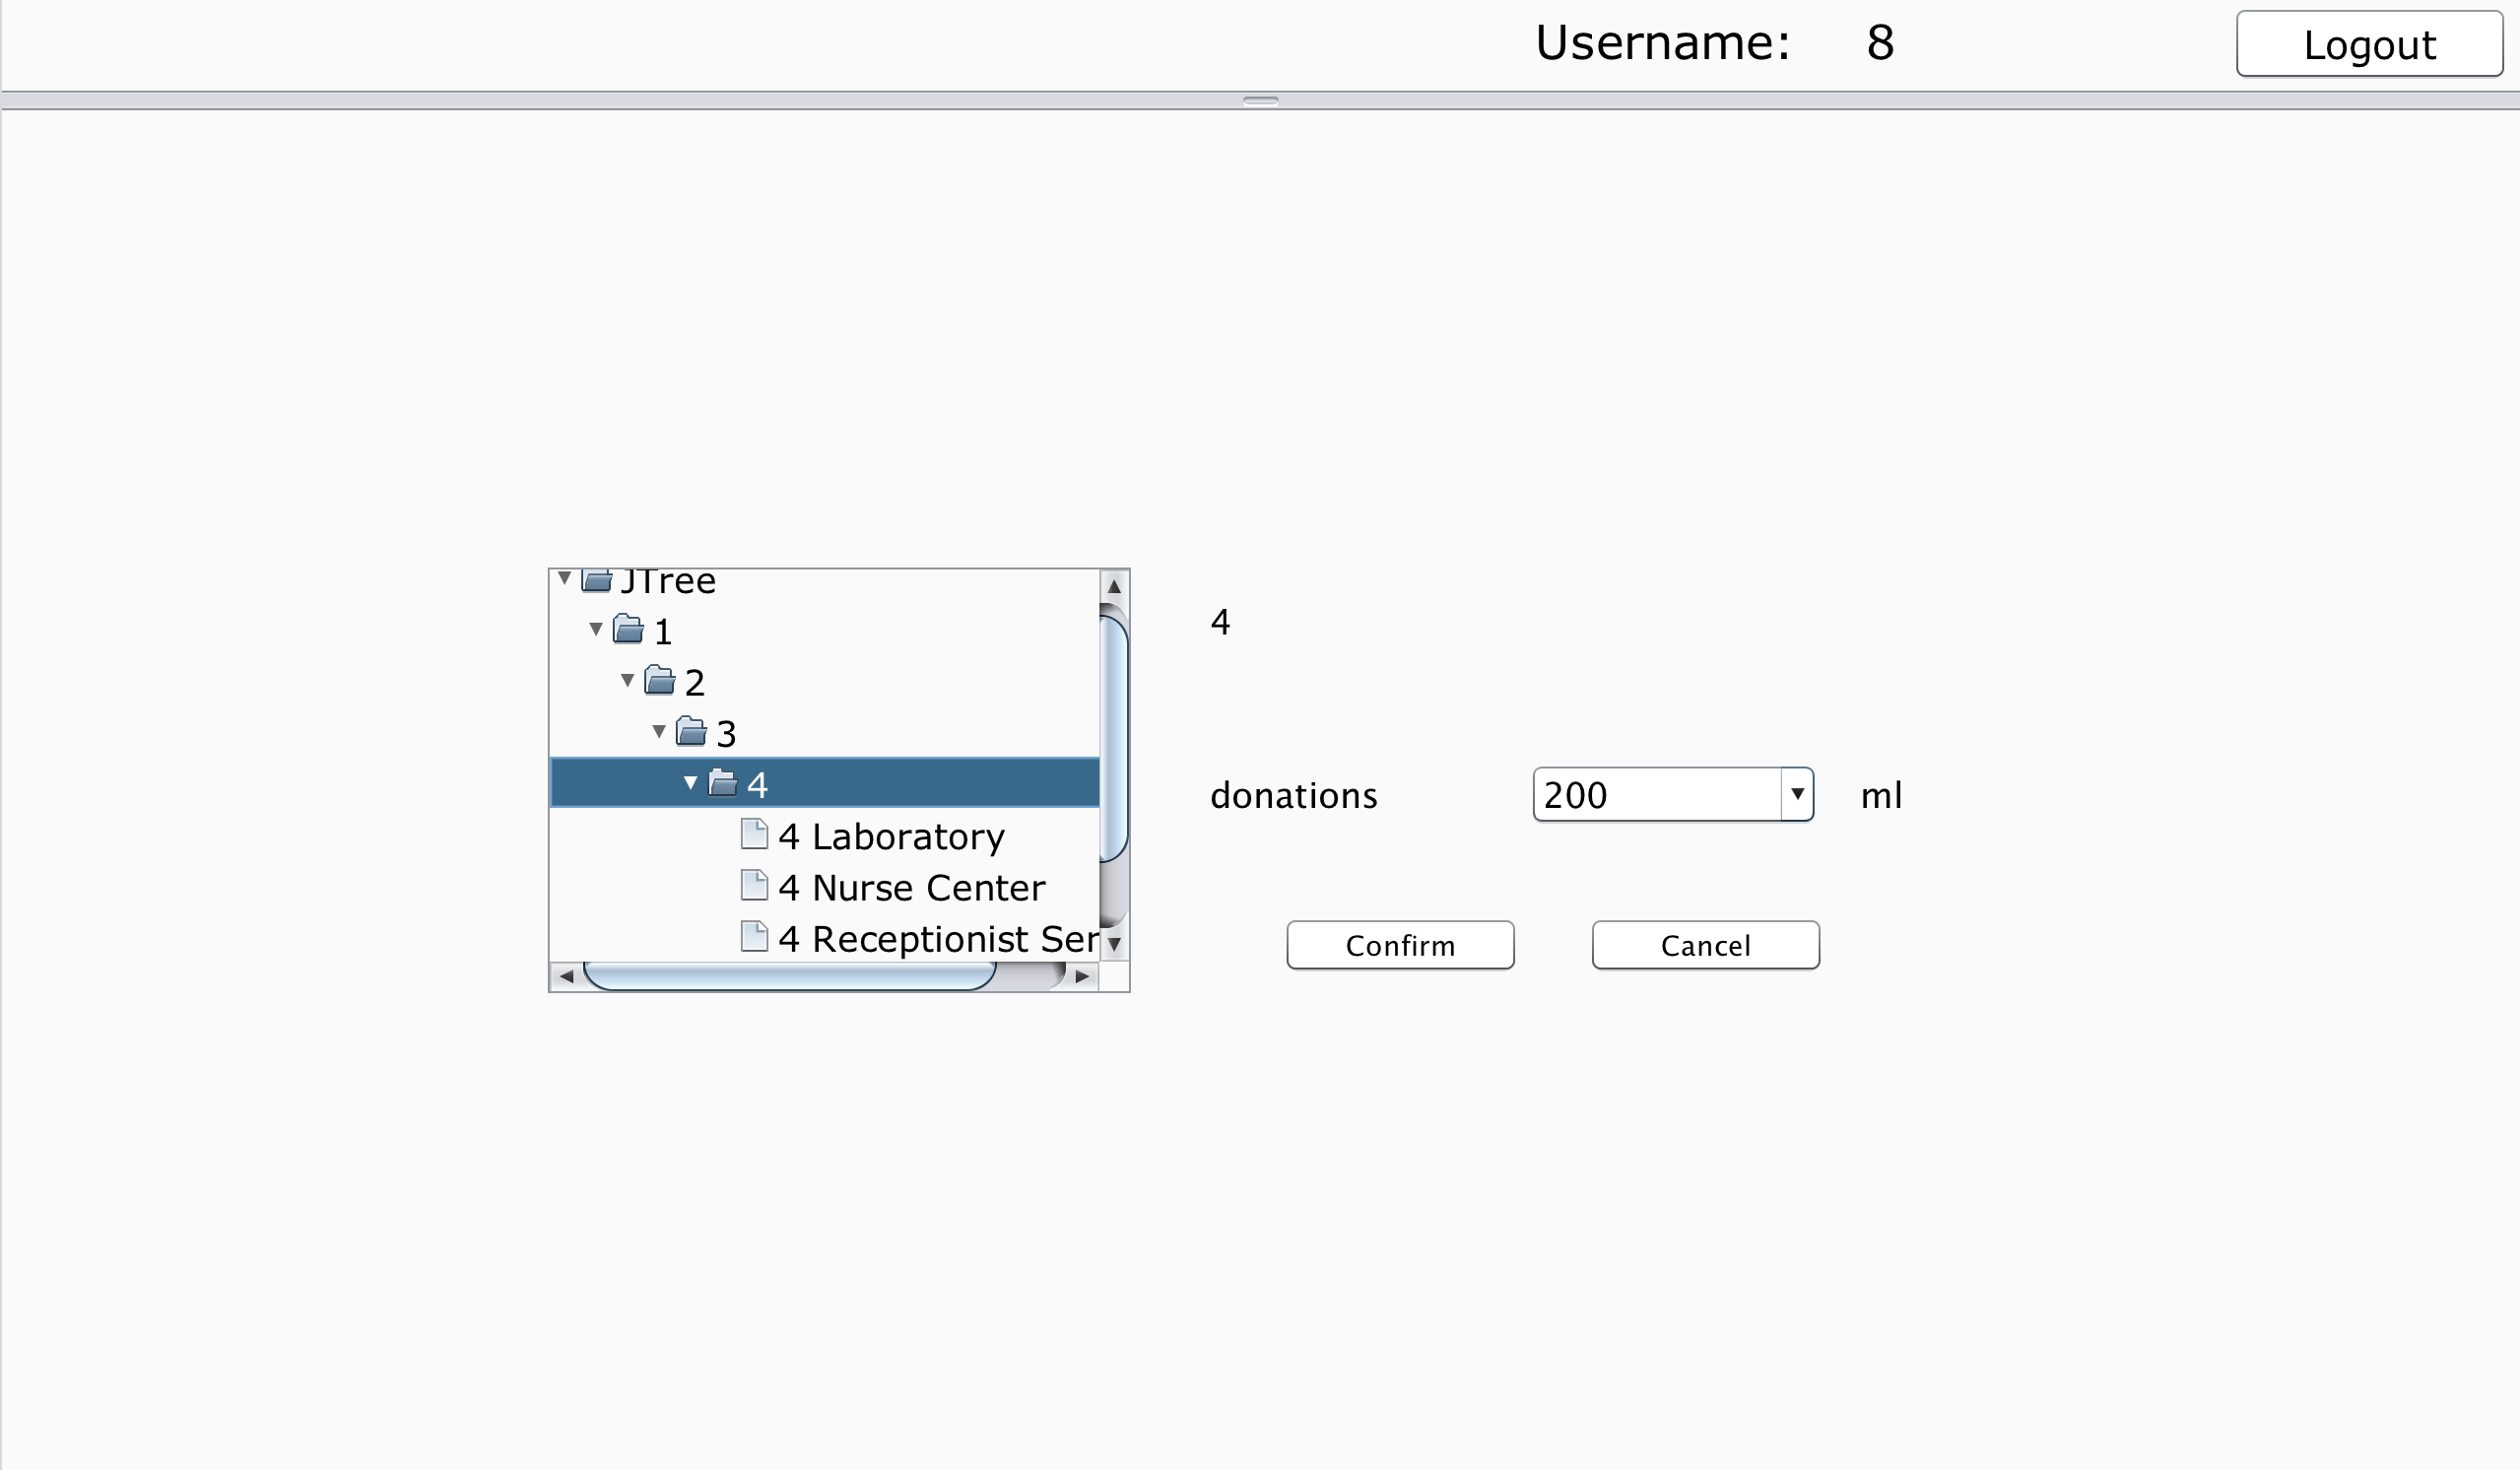 Username: 8
Logout
JTree
1
2
3
4
4 Laboratory
4 Nurse Center
4 Receptionist Ser
4
donations 200 ml
Confirm Cancel